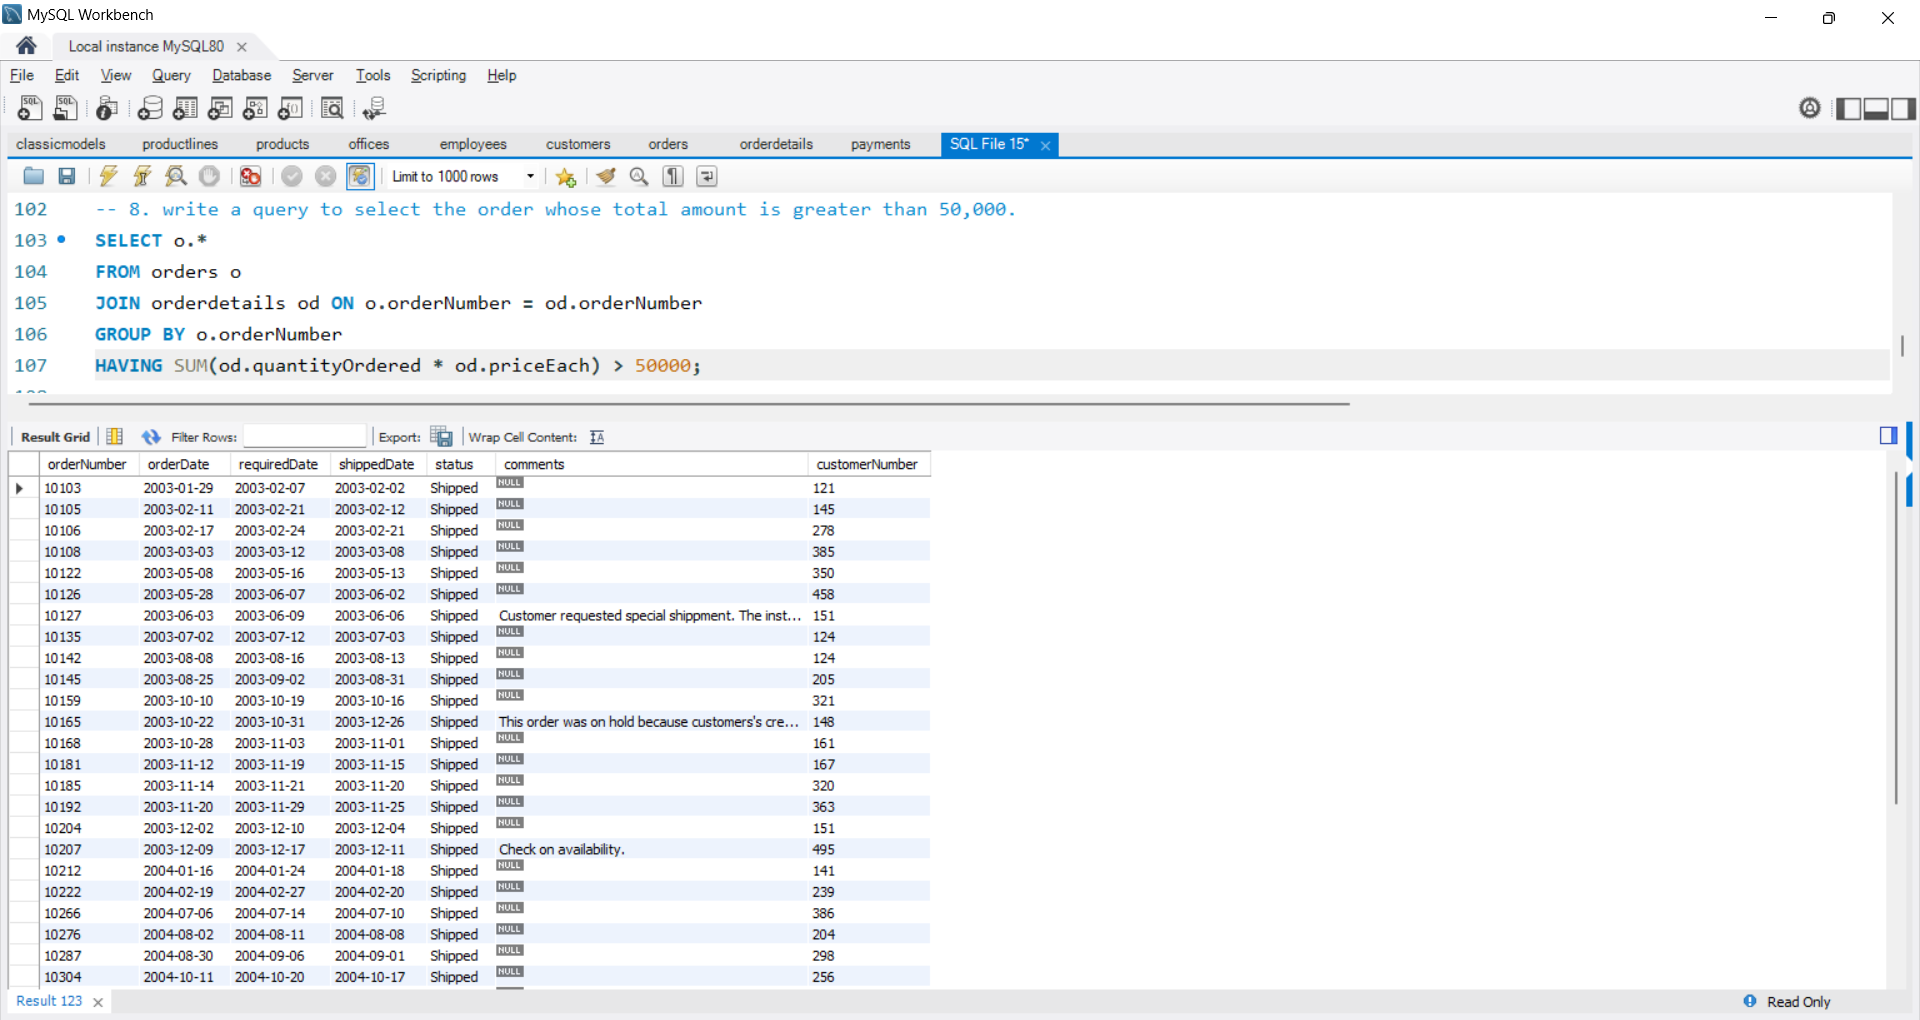 MySQL Workbench
Local instance MySQL80
File Edit View Query Database Server Tools Scripting Help
classicmodels productlines products offices employees customers orders orderdetails payments SQL File 15*
Limit to 1000 rows
102 -- 8. write a query to select the order whose total amount is greater than 50,000.
103 SELECT o.*
104 FROM orders o
105 JOIN orderdetails od ON o.orderNumber = od.orderNumber
106 GROUP BY o.orderNumber
107 HAVING SUM(od.quantityOrdered * od.priceEach) > 50000;
Result Grid Filter Rows: Export: Wrap Cell Content:
orderNumber orderDate requiredDate shippedDate status comments customerNumber
10103 2003-01-29 2003-02-07 2003-02-02 Shipped NULL 121
10105 2003-02-11 2003-02-21 2003-02-12 Shipped NULL 145
10106 2003-02-17 2003-02-24 2003-02-21 Shipped NULL 278
10108 2003-03-03 2003-03-12 2003-03-08 Shipped NULL 385
10122 2003-05-08 2003-05-16 2003-05-13 Shipped NULL 350
10126 2003-05-28 2003-06-07 2003-06-02 Shipped NULL 458
10127 2003-06-03 2003-06-09 2003-06-06 Shipped Customer requested special shippment. The inst... 151
10135 2003-07-02 2003-07-12 2003-07-03 Shipped NULL 124
10142 2003-08-08 2003-08-16 2003-08-13 Shipped NULL 124
10145 2003-08-25 2003-09-02 2003-08-31 Shipped NULL 205
10159 2003-10-10 2003-10-19 2003-10-16 Shipped NULL 321
10165 2003-10-22 2003-10-31 2003-12-26 Shipped This order was on hold because customers's cre... 148
10168 2003-10-28 2003-11-03 2003-11-01 Shipped NULL 161
10181 2003-11-12 2003-11-19 2003-11-15 Shipped NULL 167
10185 2003-11-14 2003-11-21 2003-11-20 Shipped NULL 320
10192 2003-11-20 2003-11-29 2003-11-25 Shipped NULL 363
10204 2003-12-02 2003-12-10 2003-12-04 Shipped NULL 151
10207 2003-12-09 2003-12-17 2003-12-11 Shipped Check on availability. 495
10212 2004-01-16 2004-01-24 2004-01-18 Shipped NULL 141
10222 2004-02-19 2004-02-27 2004-02-20 Shipped NULL 239
10266 2004-07-06 2004-07-14 2004-07-10 Shipped NULL 386
10276 2004-08-02 2004-08-11 2004-08-08 Shipped NULL 204
10287 2004-08-30 2004-09-06 2004-09-01 Shipped NULL 298
10304 2004-10-11 2004-10-20 2004-10-17 Shipped NULL 256
Result 123 Read Only